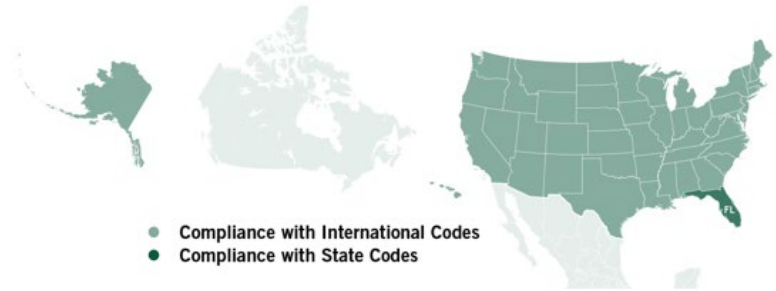 FL
Compliance with International Codes
Compliance with State Codes